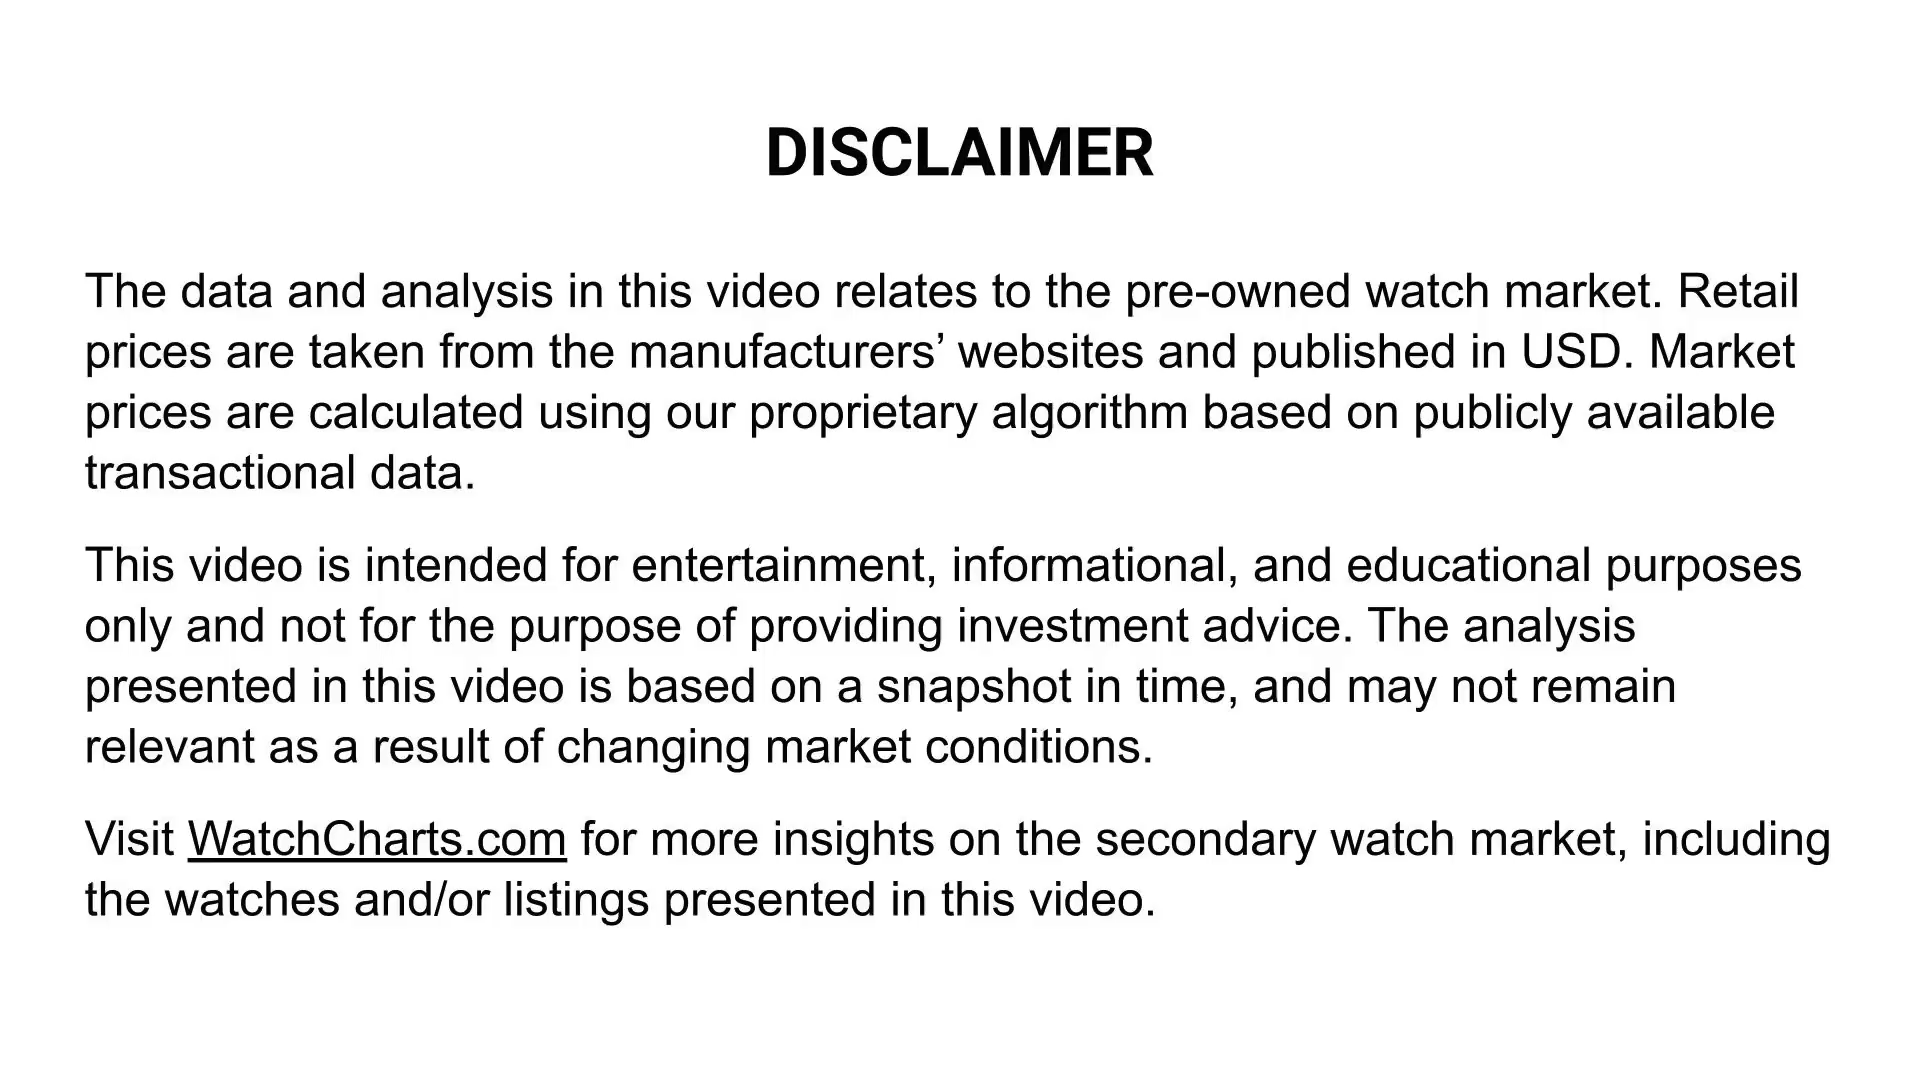 DISCLAIMER
The data and analysis in this video relates to the pre-owned watch market. Retail
prices are taken from the manufacturers’ websites and published in USD. Market
prices are calculated using our proprietary algorithm based on publicly available
transactional data.
This video is intended for entertainment, informational, and educational purposes
only and not for the purpose of providing investment advice. The analysis
presented in this video is based on a snapshot in time, and may not remain
relevant as a result of changing market conditions.
Visit WatchCharts.com for more insights on the secondary watch market, including
the watches and/or listings presented in this video.